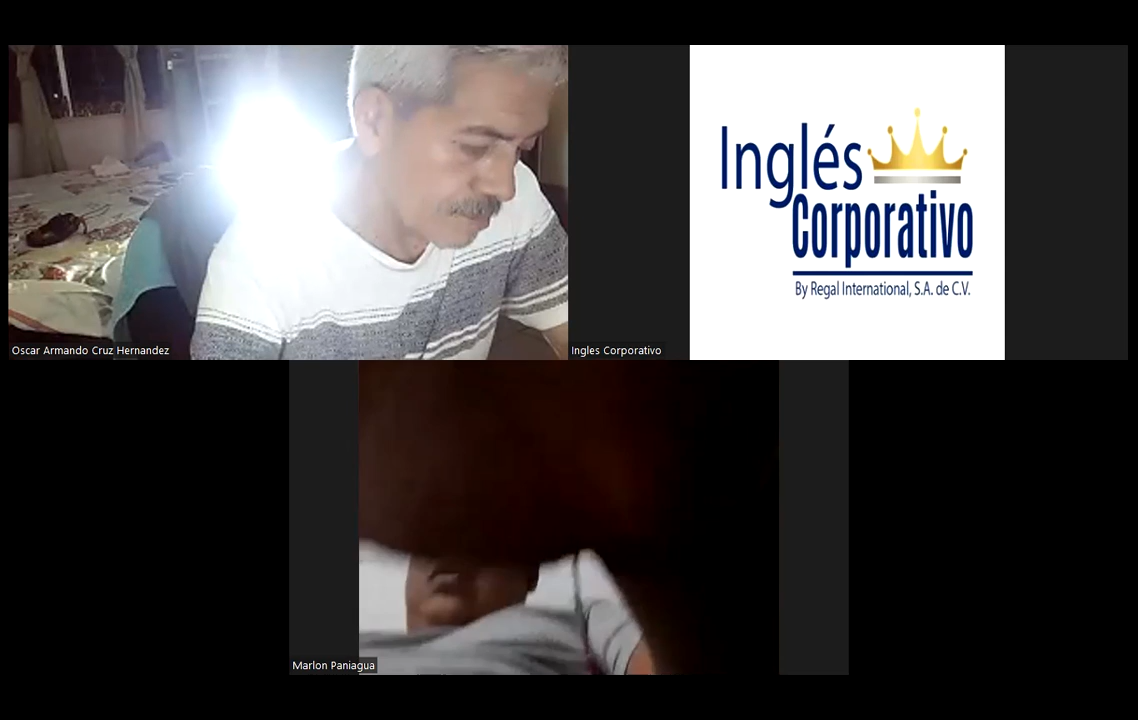 Inglés
Corporativo
By Regal International, S.A. de C.V.
Oscar Armando Cruz Hernandez
Ingles Corporativo
Marlon Paniagua